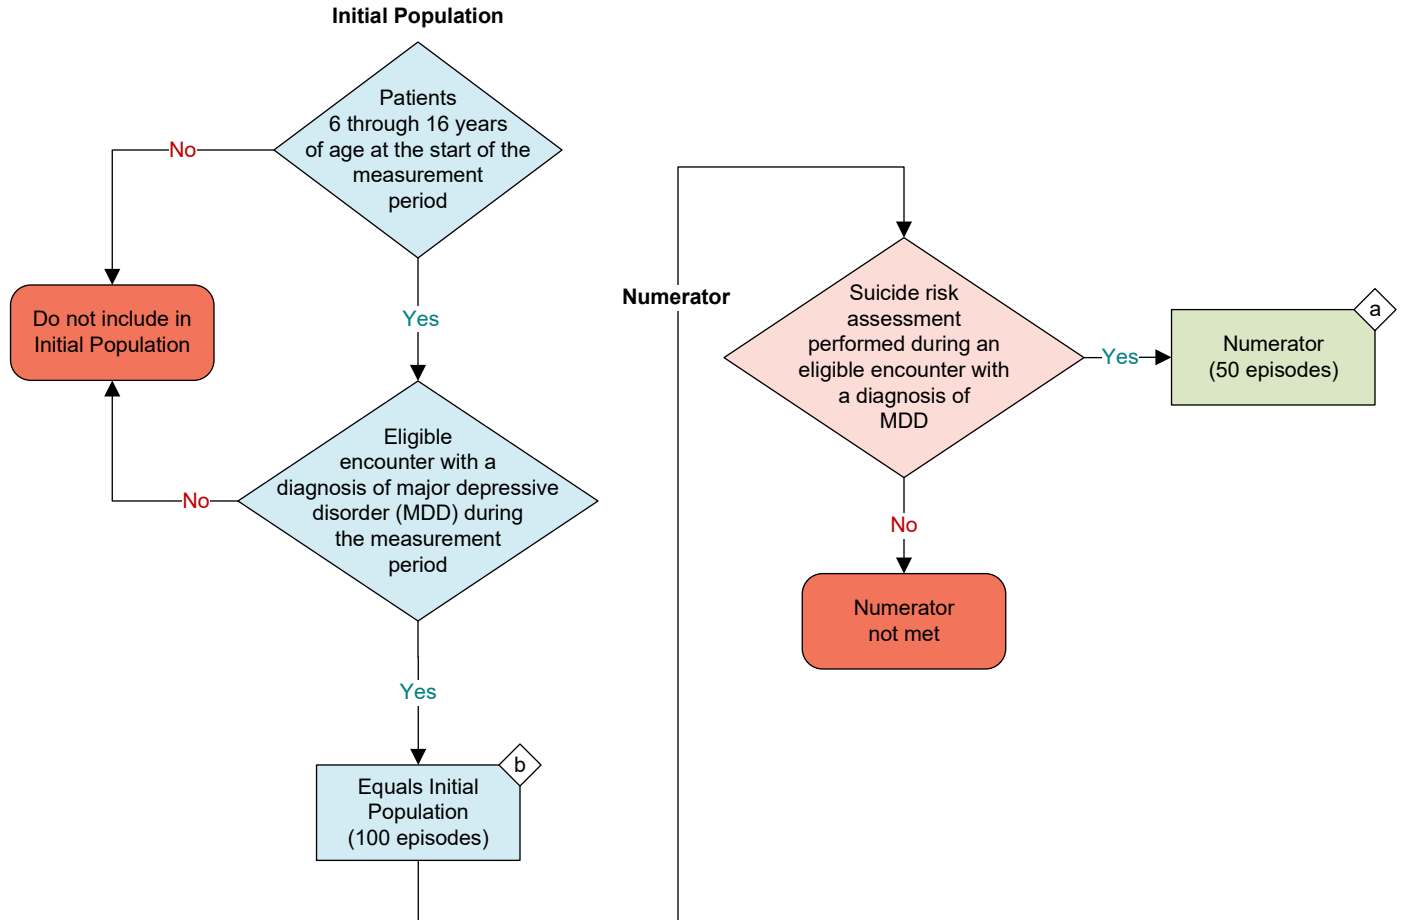 Initial Population
Patients
6 through 16 years
of age at the start of the
measurement
period
No
Yes
Do not include in
Initial Population
Eligible
encounter with a
diagnosis of major depressive
disorder (MDD) during
the measurement
period
No
Yes
b
Equals Initial
Population
(100 episodes)
Numerator
Suicide risk
assessment
performed during an
eligible encounter with
a diagnosis of
MDD
Yes
a
Numerator
(50 episodes)
No
Numerator
not met